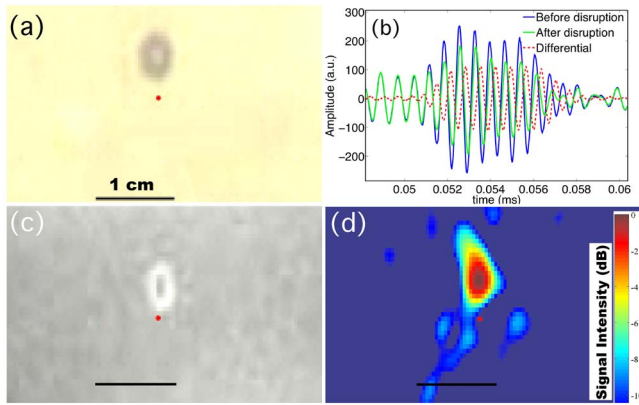 (a)
1 cm
(b)
Before disruption
After disruption
Differential
Amplitude (a.u.)
300
200
100
0
-100
-200
0.05
0.052
0.054
0.056
0.058
0.06
time (ms)
(c)
(d)
Signal Intensity (dB)
0
-2
-4
-6
-8
-10